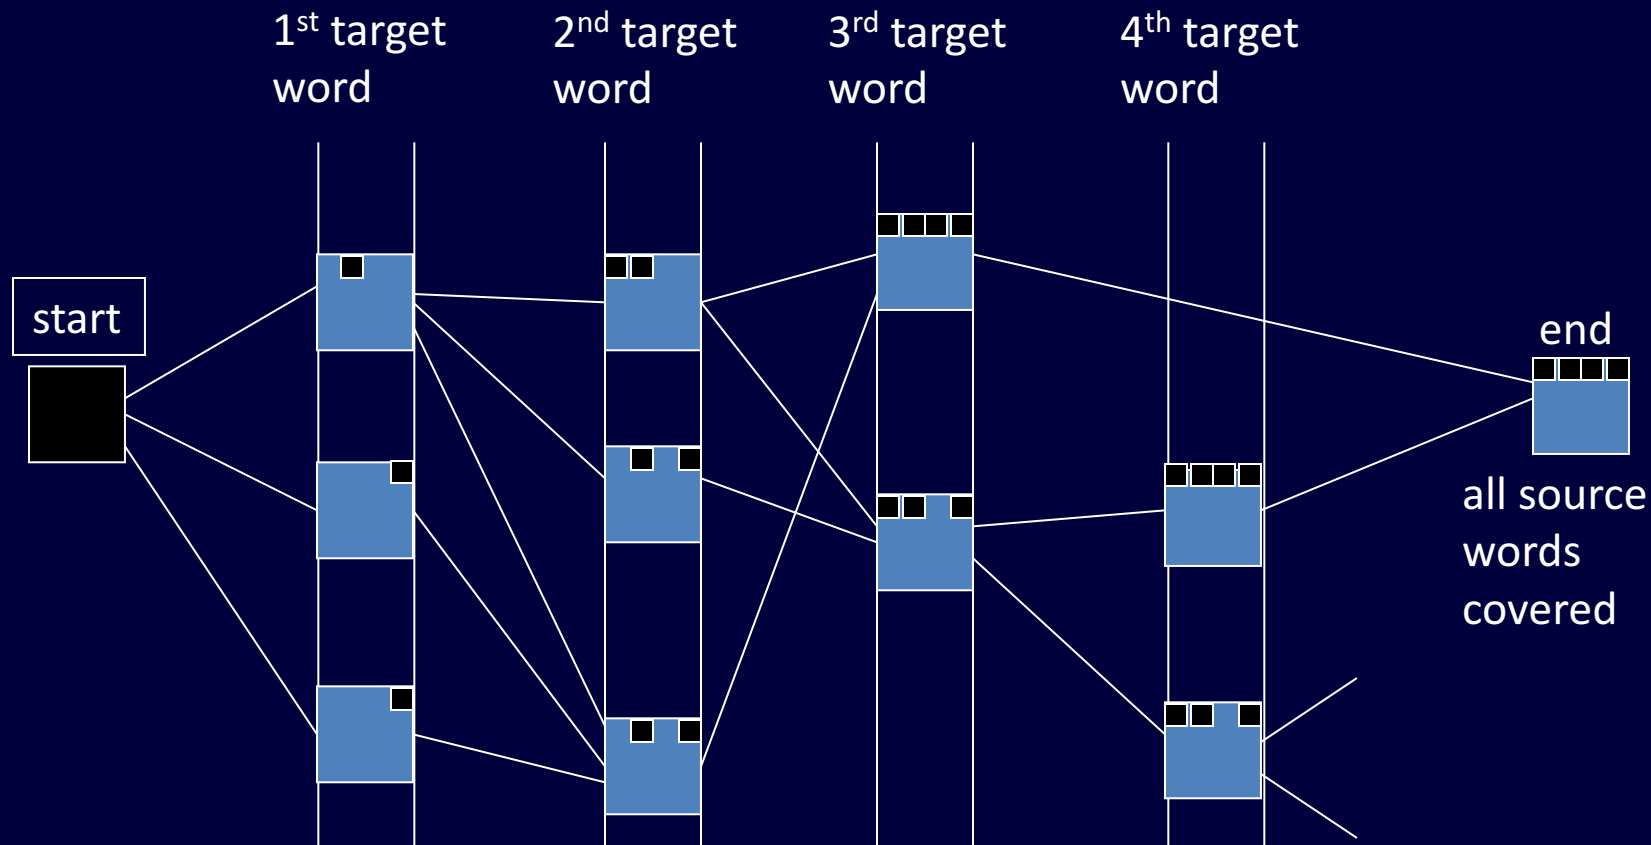 1st target
word
2nd target
word
3rd target
word
4th target
word
start
end
all source
words
covered